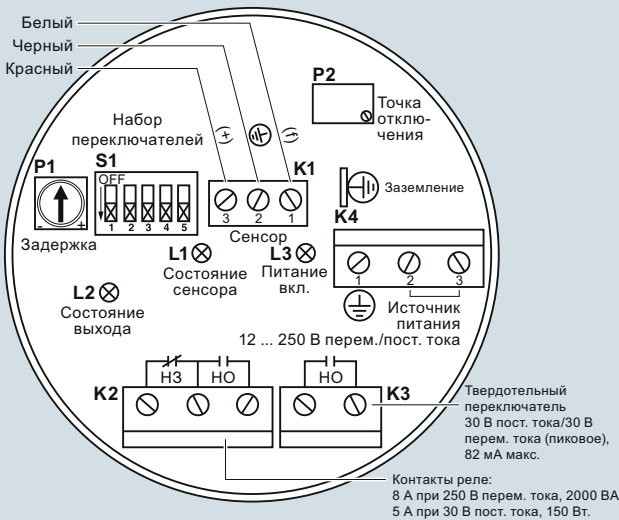 Белый
Черный
Красный
P2
Точка
отклю-
чения
Набор
переключателей
P1
S1
OFF
1 2 3 4 5
- +
Задержка
(+)
(f)
K1
3 2 1
Сенсор
Заземление
K4
1 2 3
L1
Состояние
сенсора
L3
Питание
вкл.
L2
Состояние
выхода
Источник
питания
12 ... 250 В перем./пост. тока
K2
НЗ
НО
НО
K3
Твердотельный
переключатель
30 В пост. тока/30 В
перем. тока (пиковое),
82 мА макс.
Контакты реле:
8 А при 250 В перем. тока, 2000 ВА
5 А при 30 В пост. тока, 150 Вт.